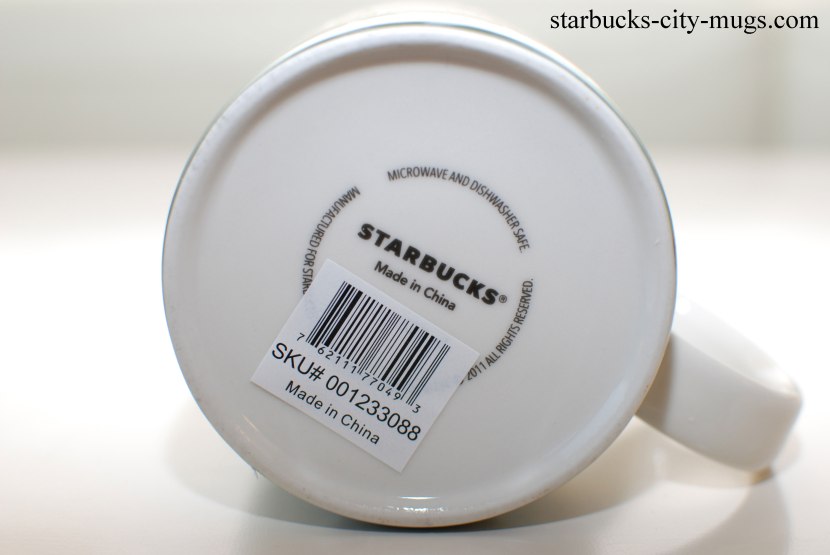 starbucks-city-mugs.com
MICROWAVE AND DISHWASHER SAFE.
MANUFACTURED FOR
STARBUCKS®
Made in China
2011 ALL RIGHTS RESERVED.
7 62111 77049 3
SKU# 001233088
Made in China